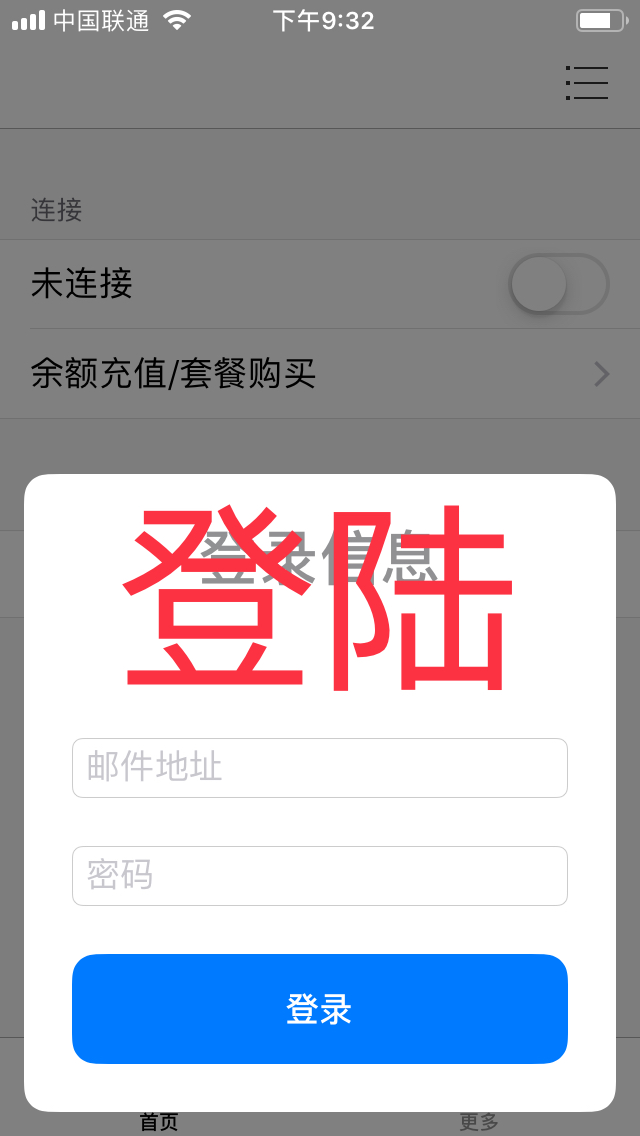 中国联通 下午9:32
连接
未连接
余额充值/套餐购买
登录信息
登陆
邮件地址
密码
登录
首页 更多